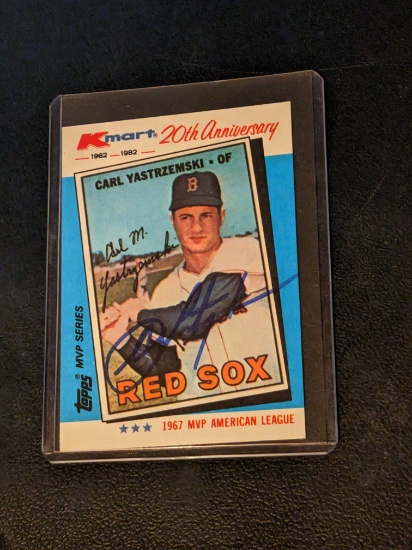 Kmart® 20th Anniversary
1962 - 1982
CARL YASTRZEMSKI • OF
B
Carl M.
Yastrzemski
RED SOX
topps® MVP SERIES
1967 MVP AMERICAN LEAGUE